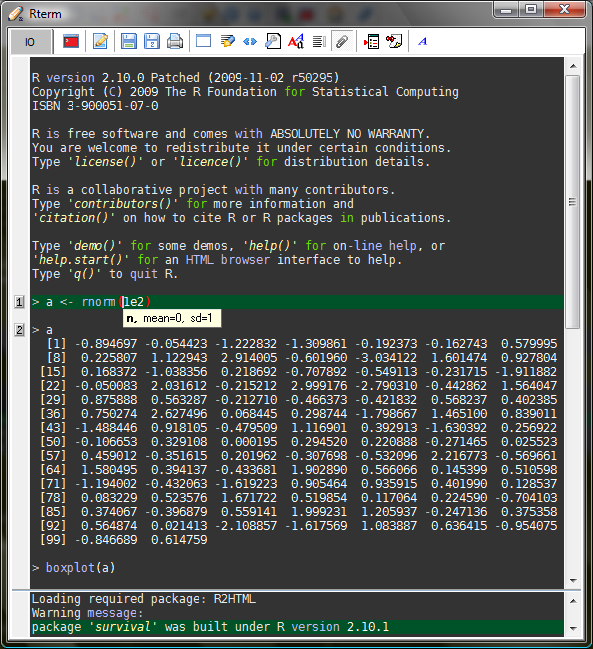 Rterm
IO
R version 2.10.0 Patched (2009-11-02 r50295)
Copyright (C) 2009 The R Foundation for Statistical Computing
ISBN 3-900051-07-0
R is free software and comes with ABSOLUTELY NO WARRANTY.
You are welcome to redistribute it under certain conditions.
Type 'license()' or 'licence()' for distribution details.
R is a collaborative project with many contributors.
Type 'contributors()' for more information and
'citation()' on how to cite R or R packages in publications.
Type 'demo()' for some demos, 'help()' for on-line help, or
'help.start()' for an HTML browser interface to help.
Type 'q()' to quit R.
1 > a <- rnorm(1e2)
n, mean=0, sd=1
2 > a
[1] -0.894697 -0.054423 -1.222832 -1.309861 -0.192373 -0.162743 0.579995
[8] 0.225807 1.122943 2.914005 -0.601960 -3.034122 1.601474 0.927804
[15] 0.168372 -1.038356 0.218692 -0.707892 -0.549113 -0.231715 -1.911882
[22] -0.050083 2.031612 -0.215212 2.999176 -2.790310 -0.442862 1.564047
[29] 0.875888 0.563287 -0.212710 -0.466373 -0.421832 0.568237 0.402385
[36] 0.750274 2.627496 0.068445 0.298744 -1.798667 1.465100 0.839011
[43] -1.488446 0.918105 -0.479509 1.116901 0.392913 -1.630392 0.256922
[50] -0.106653 0.329108 0.000195 0.294520 0.220888 -0.271465 0.025523
[57] 0.459012 -0.351615 0.201962 -0.307698 -0.532096 2.216773 -0.569661
[64] 1.580495 0.394137 -0.433681 1.902890 0.566066 0.145399 0.510598
[71] -1.194002 -0.432063 -1.619223 0.905464 0.935915 0.401990 0.128537
[78] 0.083229 0.523576 1.671722 0.519854 0.117064 0.224590 -0.704103
[85] 0.374067 -0.396879 0.559141 1.999231 1.205937 -0.247136 0.375358
[92] 0.564874 0.021413 -2.108857 -1.617569 1.083887 0.636415 -0.954075
[99] -0.846689 0.614759
> boxplot(a)
Loading required package: R2HTML
Warning message:
package 'survival' was built under R version 2.10.1